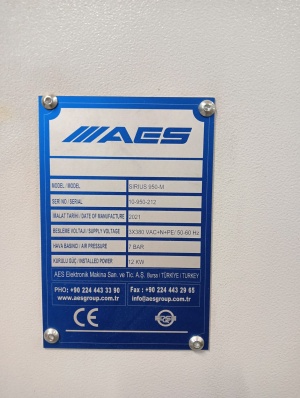 AES
MODEL / MODEL SIRIUS 950-M
SERI NO / SERIAL 10-950-212
IMALAT TARİHİ / DATE OF MANUFACTURE 2021
BESLEME VOLTAJI / SUPPLY VOLTAGE 3X380 VAC+N+PE/ 50-60 Hz
HAVA BASINCI / AIR PRESSURE 7 BAR
KURULU GÜÇ / INSTALLED POWER 12 KW
AES Elektronik Makina San. ve Tic. A.Ş. Bursa / TÜRKİYE / TURKEY
PHO: +90 224 443 33 90 Fax : +90 224 443 29 65
www.aesgroup.com.tr info@aesgroup.com.tr
CE